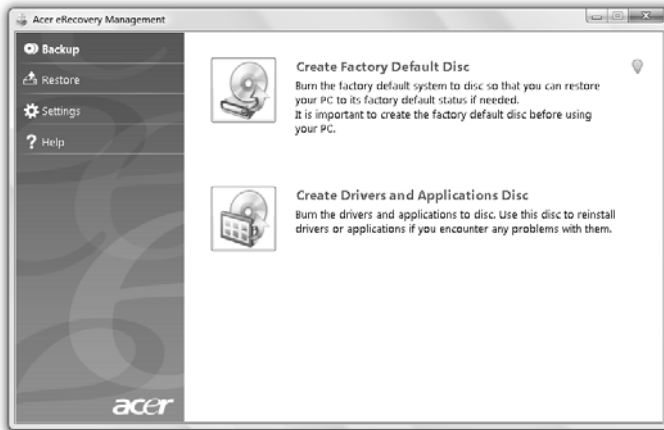 Acer eRecovery Management
Backup
Restore
Settings
Help
Create Factory Default Disc
Burn the factory default system to disc so that you can restore
your PC to its factory default status if needed.
It is important to create the factory default disc before using
your PC.
Create Drivers and Applications Disc
Burn the drivers and applications to disc. Use this disc to reinstall
drivers or applications if you encounter any problems with them.
acer